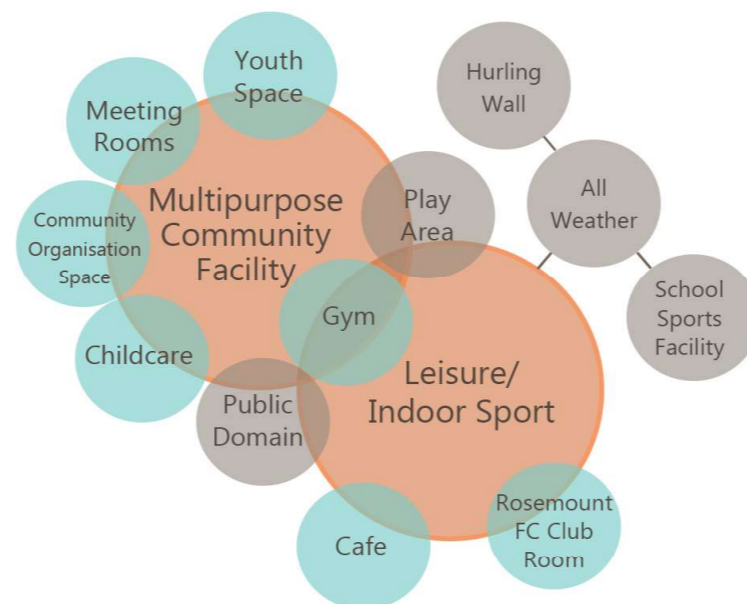 Youth
Space
Meeting
Rooms
Hurling
Wall
Multipurpose
Community
Facility
Play
Area
All
Weather
Community
Organisation
Space
Gym
School
Sports
Facility
Childcare
Leisure/
Indoor Sport
Public
Domain
Cafe
Rosemount
FC Club
Room